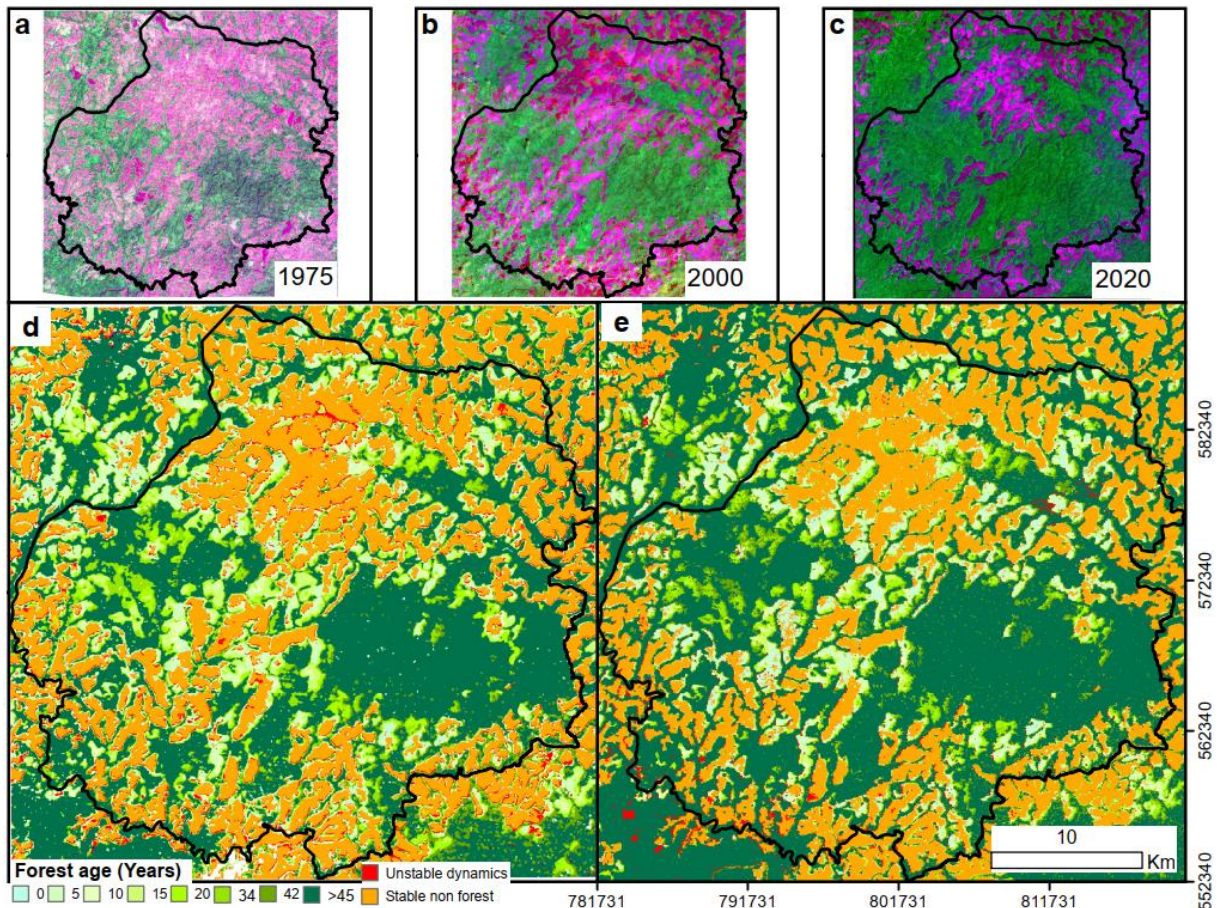 a
b
c
1975
2000
2020
d
e
582340
572340
562340
552340
10
Km
Forest age (Years)
0 5 10 15 20 34 42 >45
Unstable dynamics
Stable non forest
781731 791731 801731 811731